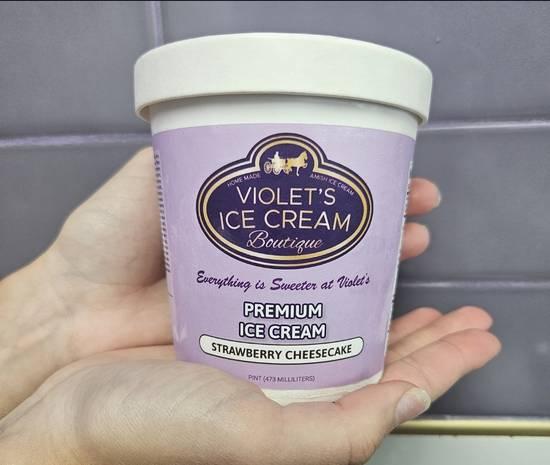 HOME MADE AMISH ICE CREAM
VIOLET'S
ICE CREAM
Boutique
Everything is Sweeter at Violet's
PREMIUM
ICE CREAM
STRAWBERRY CHEESECAKE
PINT (473 MILLILITERS)